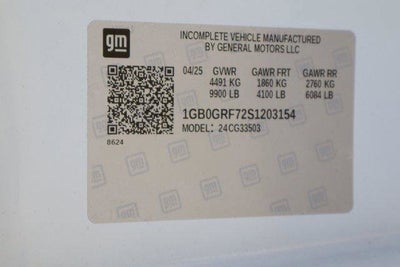 gm
INCOMPLETE VEHICLE MANUFACTURED
BY GENERAL MOTORS LLC
04/25 GVWR GAWR FRT GAWR RR
4491 KG 1860 KG 2760 KG
9900 LB 4100 LB 6084 LB
1GB0GRF72S1203154
MODEL: 24CG33503
8624